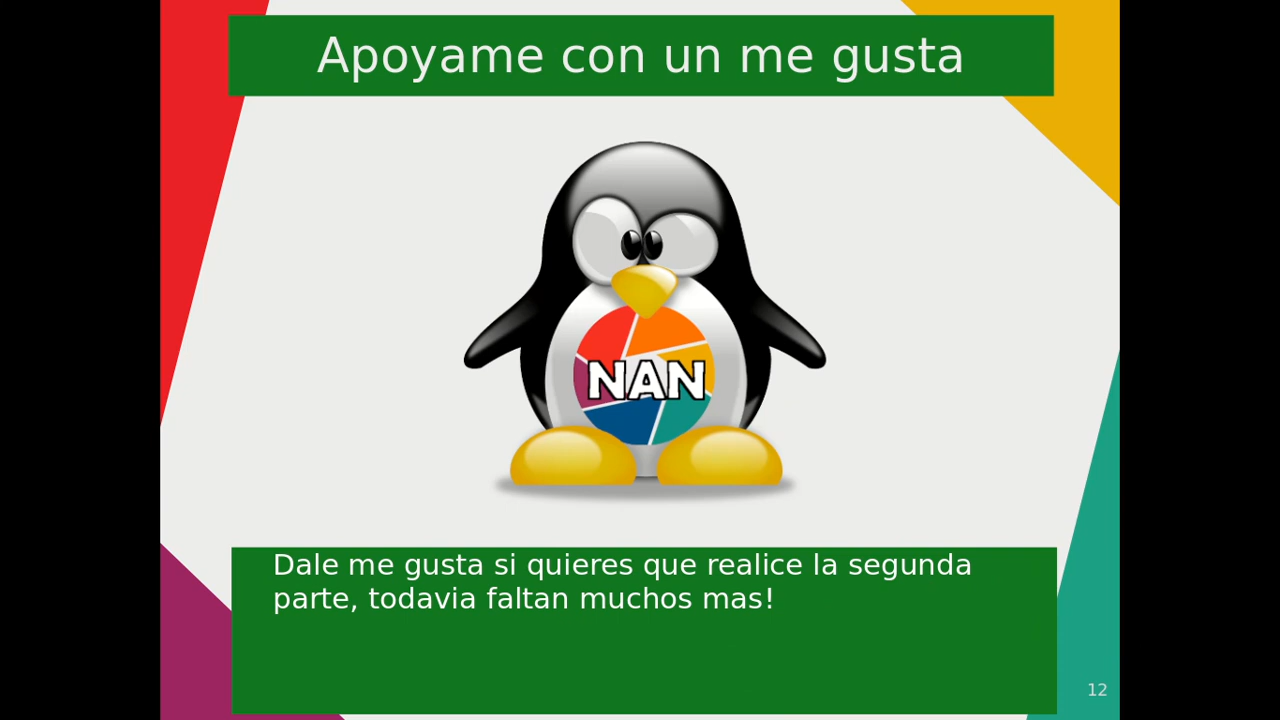 Apoyame con un me gusta
NAN
Dale me gusta si quieres que realice la segunda
parte, todavia faltan muchos mas!
12